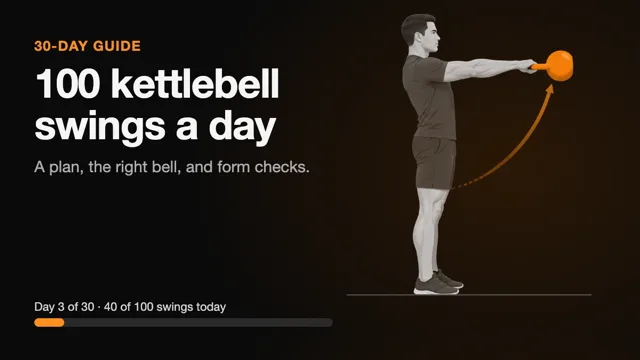 30-DAY GUIDE
100 kettlebell
swings a day
A plan, the right bell, and form checks.
Day 3 of 30 · 40 of 100 swings today